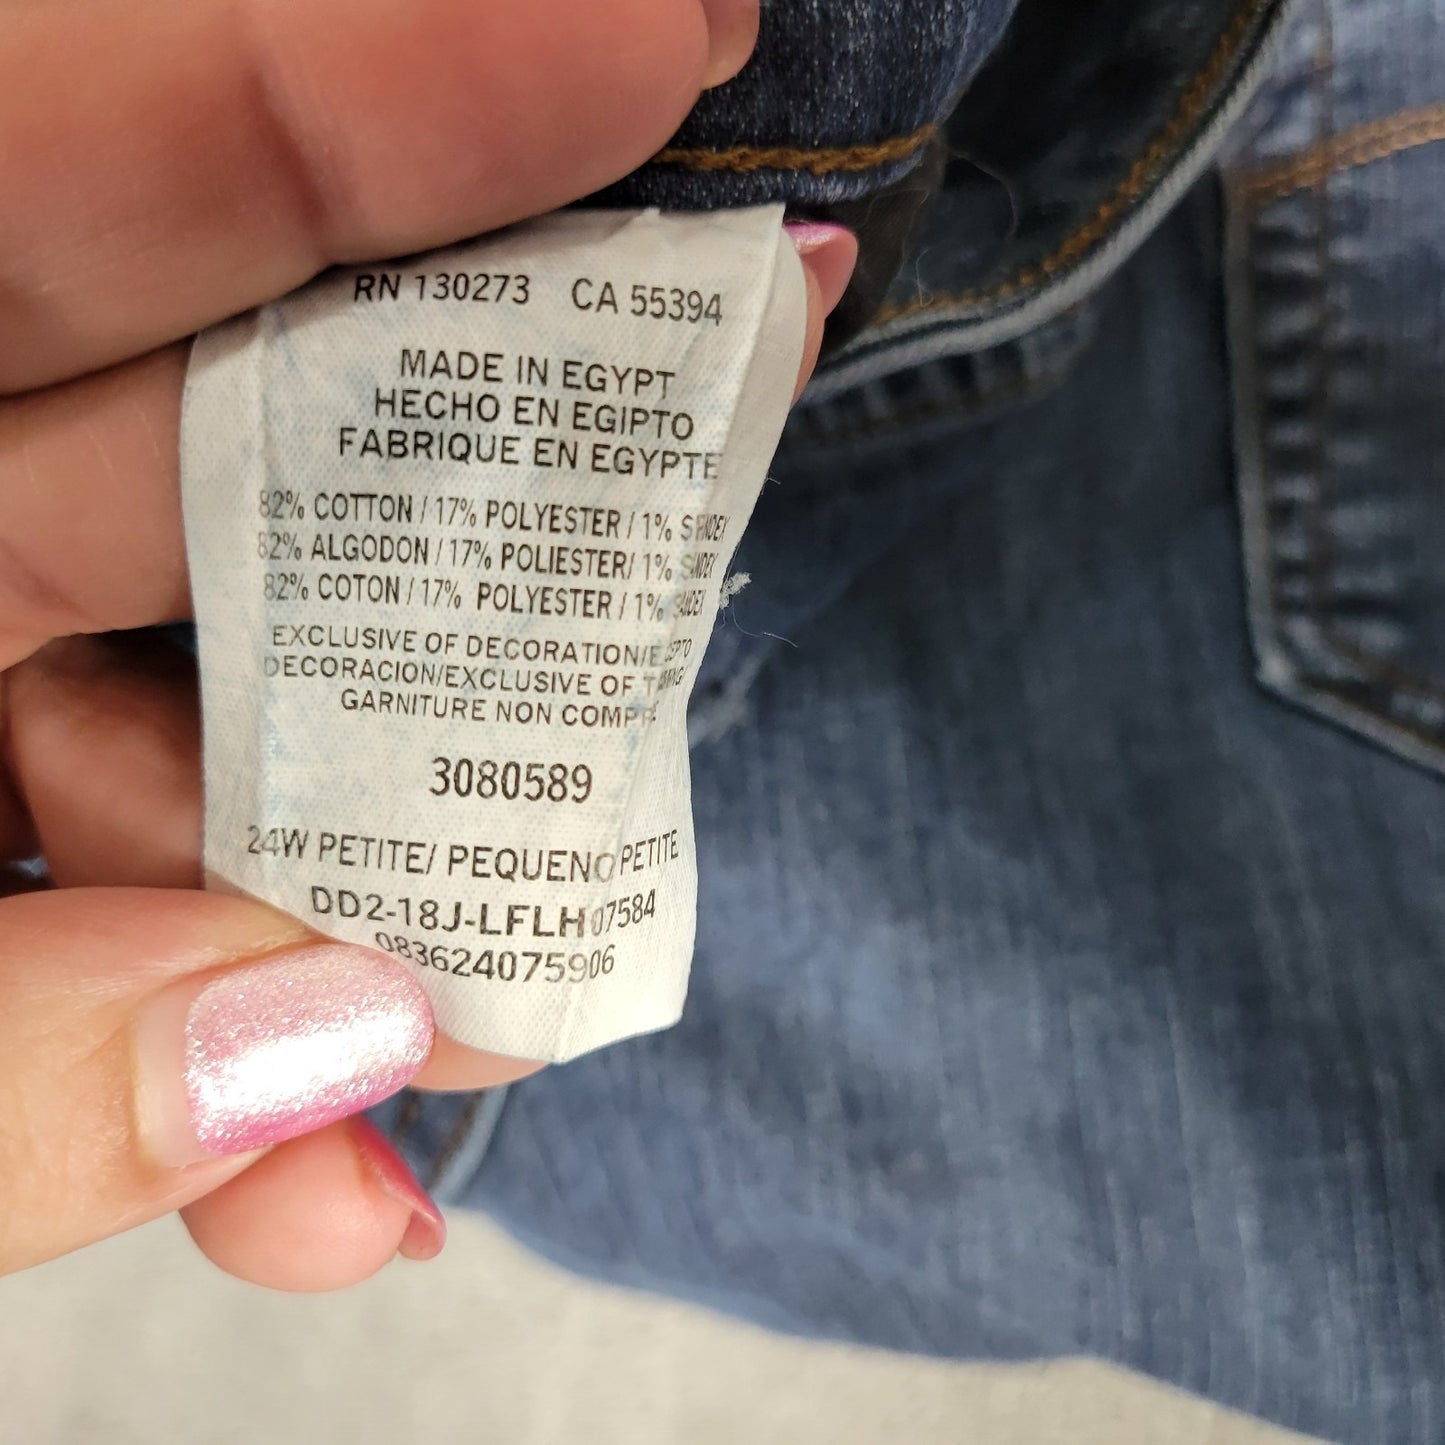 RN 130273 CA 55394
MADE IN EGYPT
HECHO EN EGIPTO
FABRIQUE EN EGYPTE
82% COTTON / 17% POLYESTER / 1%
82% ALGODON / 17% POLIESTER/ 1%
82% COTON / 17% POLYESTER / 1%
EXCLUSIVE OF DECORATION/
DECORACION/EXCLUSIVE OF
GARNITURE NON
3080589
24W PETITE/ PEQUENO PETITE
DD2-18J-LFLH 07584
083624075906